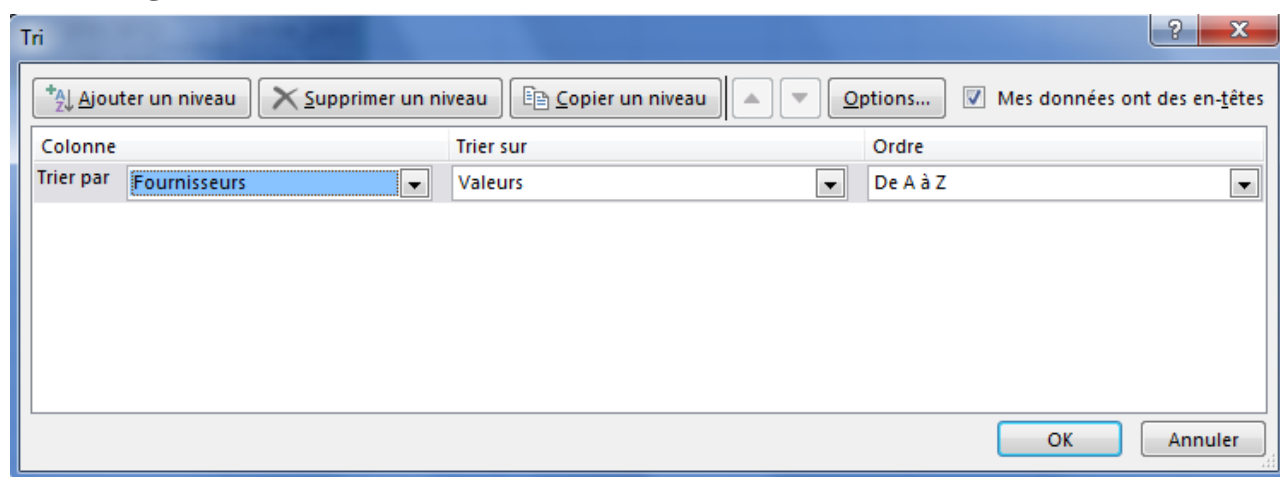 Tri
Ajouter un niveau Supprimer un niveau Copier un niveau Options... Mes données ont des en-têtes
Colonne Trier sur Ordre
Trier par Fournisseurs Valeurs De A à Z
OK Annuler